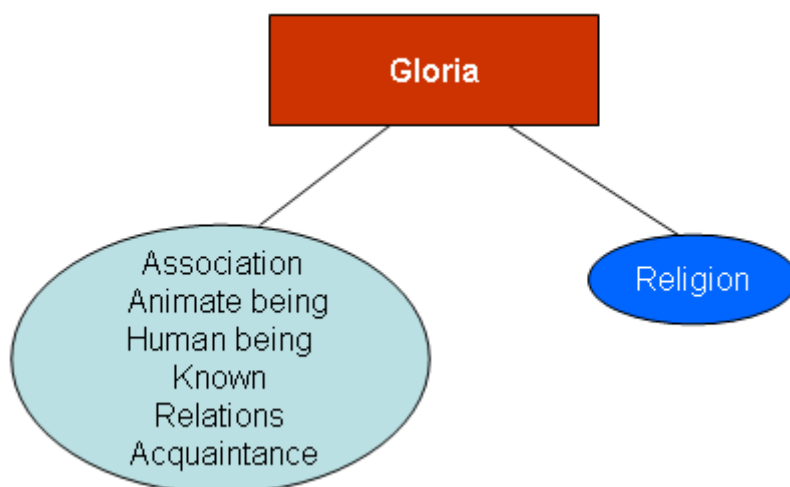 Gloria
Association
Animate being
Human being
Known
Relations
Acquaintance
Religion